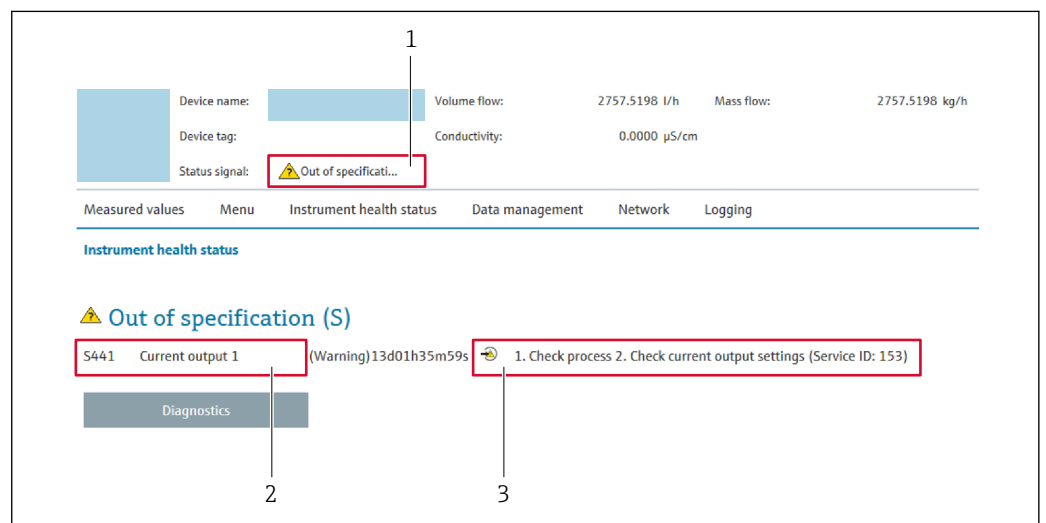 1
Device name: Volume flow: 2757.5198 l/h Mass flow: 2757.5198 kg/h
Device tag: Conductivity: 0.0000 µS/cm
Status signal: Out of specificati...
Measured values Menu Instrument health status Data management Network Logging
Instrument health status
Out of specification (S)
S441 Current output 1 (Warning)13d01h35m59s 1. Check process 2. Check current output settings (Service ID: 153)
Diagnostics
2 3